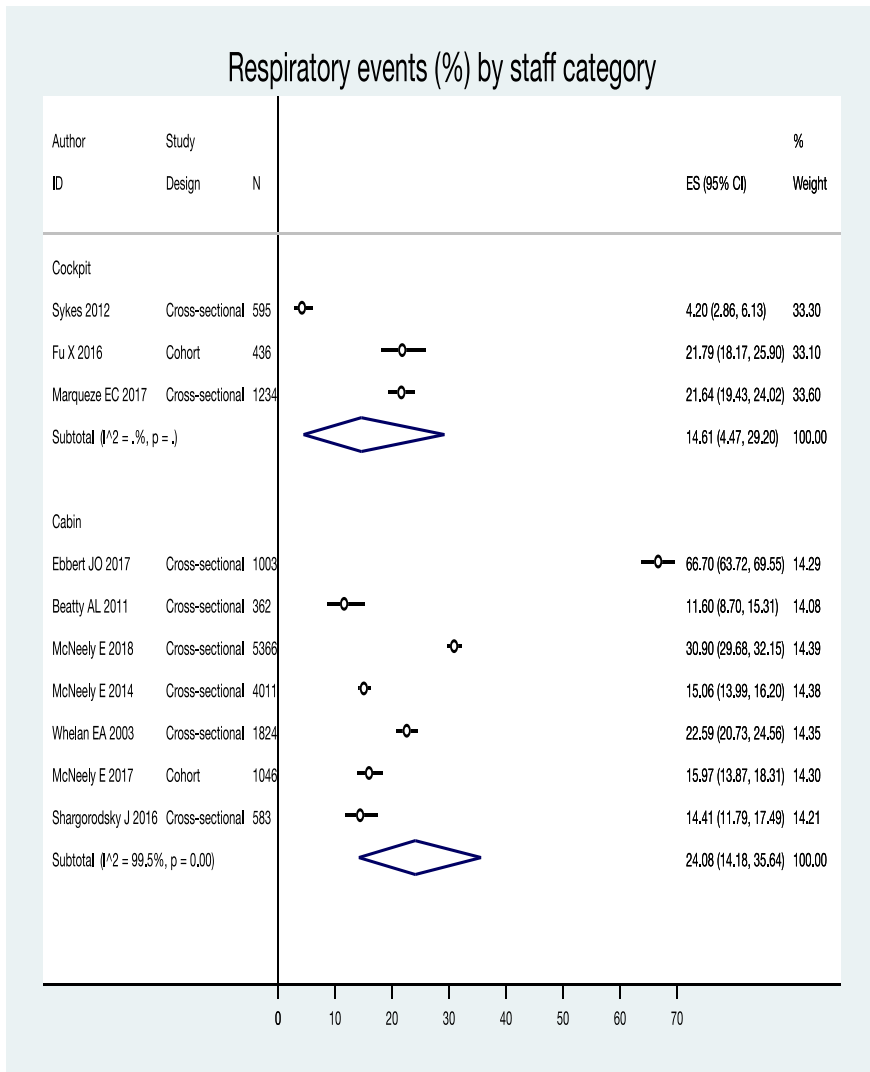 Respiratory events (%) by staff category
Author Study %
ID Design N ES (95% CI) Weight
Cockpit
Sykes 2012 Cross-sectional 595 4.20 (2.86, 6.13) 33.30
Fu X 2016 Cohort 436 21.79 (18.17, 25.90) 33.10
Marqueze EC 2017 Cross-sectional 1234 21.64 (19.43, 24.02) 33.60
Subtotal (I^2 = .%, p = .) 14.61 (4.47, 29.20) 100.00
Cabin
Ebbert JO 2017 Cross-sectional 1003 66.70 (63.72, 69.55) 14.29
Beatty AL 2011 Cross-sectional 362 11.60 (8.70, 15.31) 14.08
McNeely E 2018 Cross-sectional 5366 30.90 (29.68, 32.15) 14.39
McNeely E 2014 Cross-sectional 4011 15.06 (13.99, 16.20) 14.38
Whelan EA 2003 Cross-sectional 1824 22.59 (20.73, 24.56) 14.35
McNeely E 2017 Cohort 1046 15.97 (13.87, 18.31) 14.30
Shargorodsky J 2016 Cross-sectional 583 14.41 (11.79, 17.49) 14.21
Subtotal (I^2 = 99.5%, p = 0.00) 24.08 (14.18, 35.64) 100.00
0 10 20 30 40 50 60 70